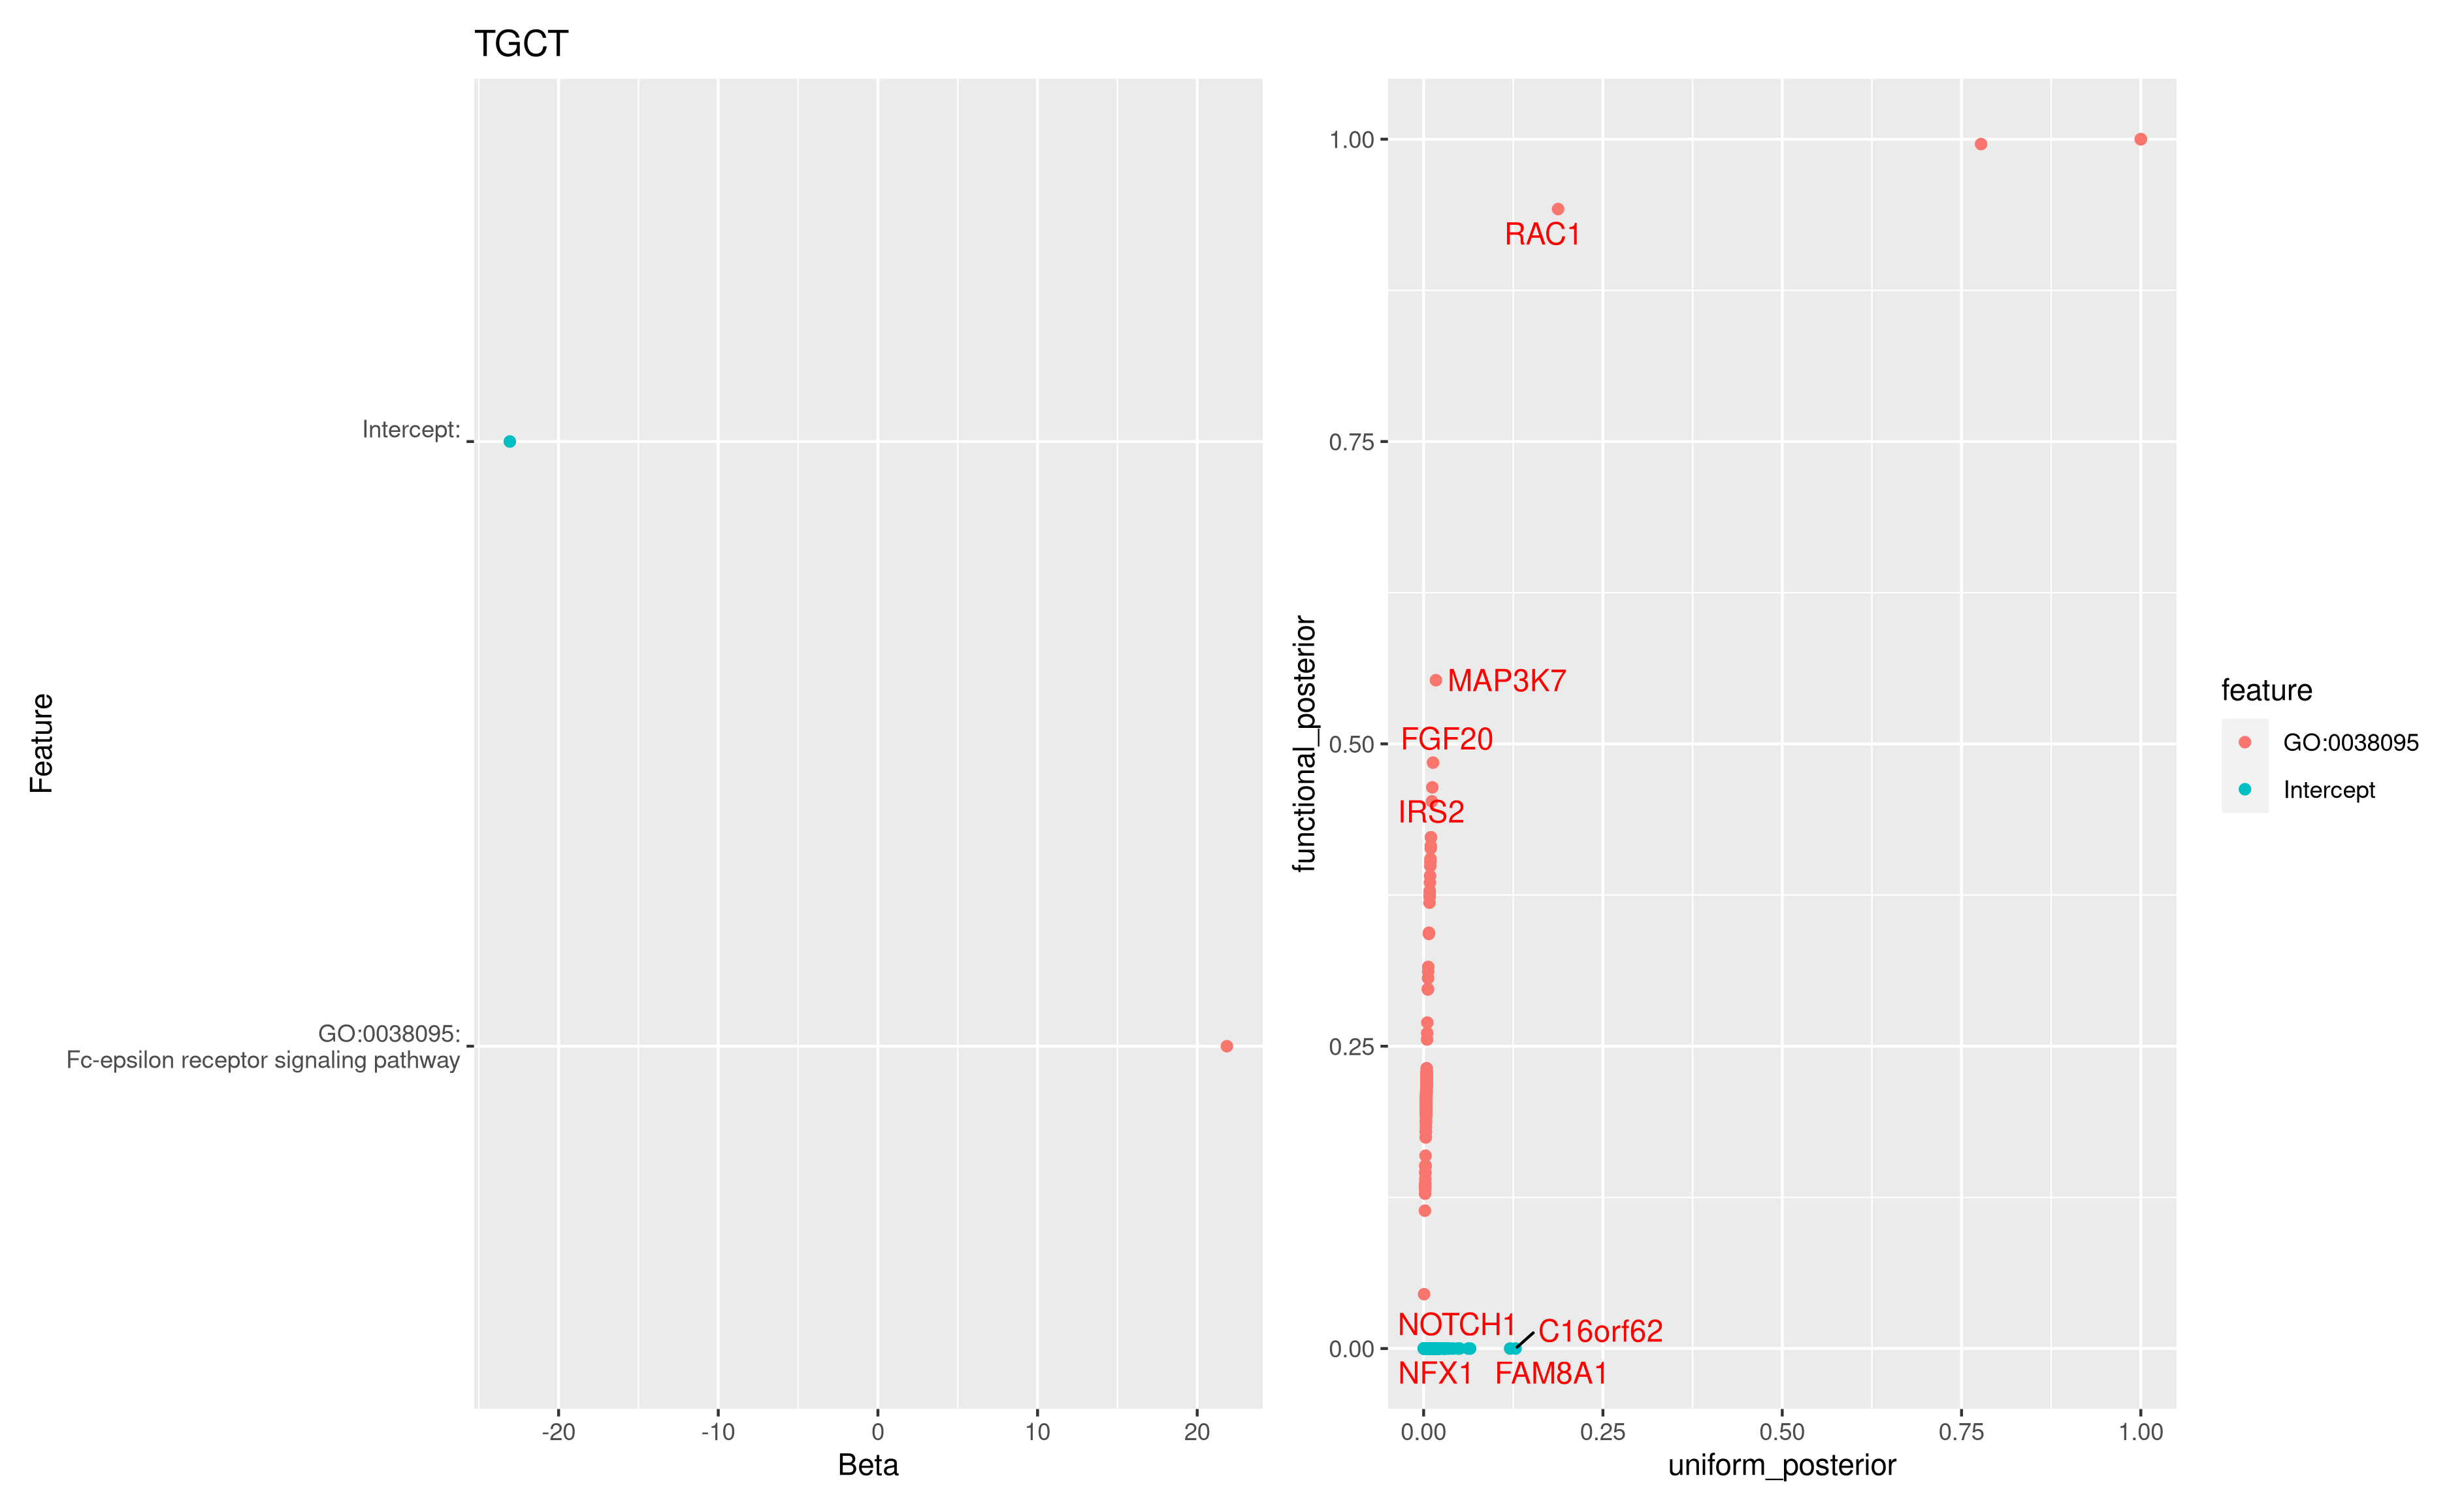 TGCT
Feature
Intercept:
GO:0038095:
Fc-epsilon receptor signaling pathway
-20
-10
0
10
20
Beta
functional_posterior
1.00
0.75
0.50
0.25
0.00
RAC1
MAP3K7
FGF20
IRS2
NOTCH1
C16orf62
NFX1
FAM8A1
0.00
0.25
0.50
0.75
1.00
uniform_posterior
feature
GO:0038095
Intercept